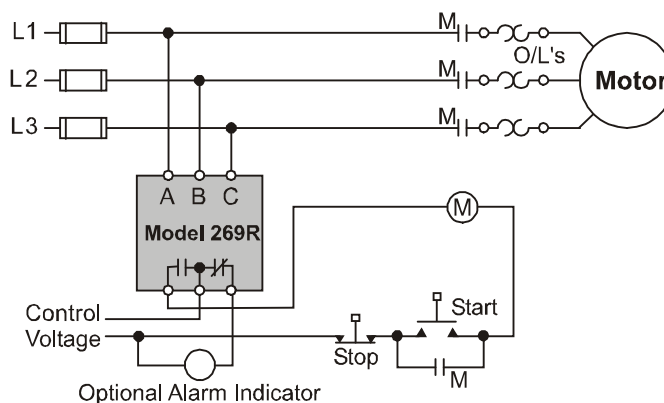 L1
M
O/L's
L2
M
Motor
L3
M
A B C
Model 269R
M
Control
Voltage
Start
Stop
M
Optional Alarm Indicator